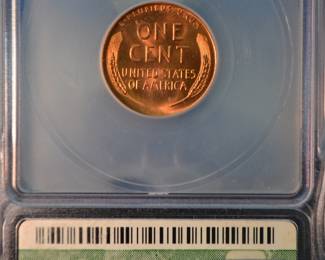 E·PLURIBUS·UNUM
ONE
CENT
UNITED STATES
OF AMERICA